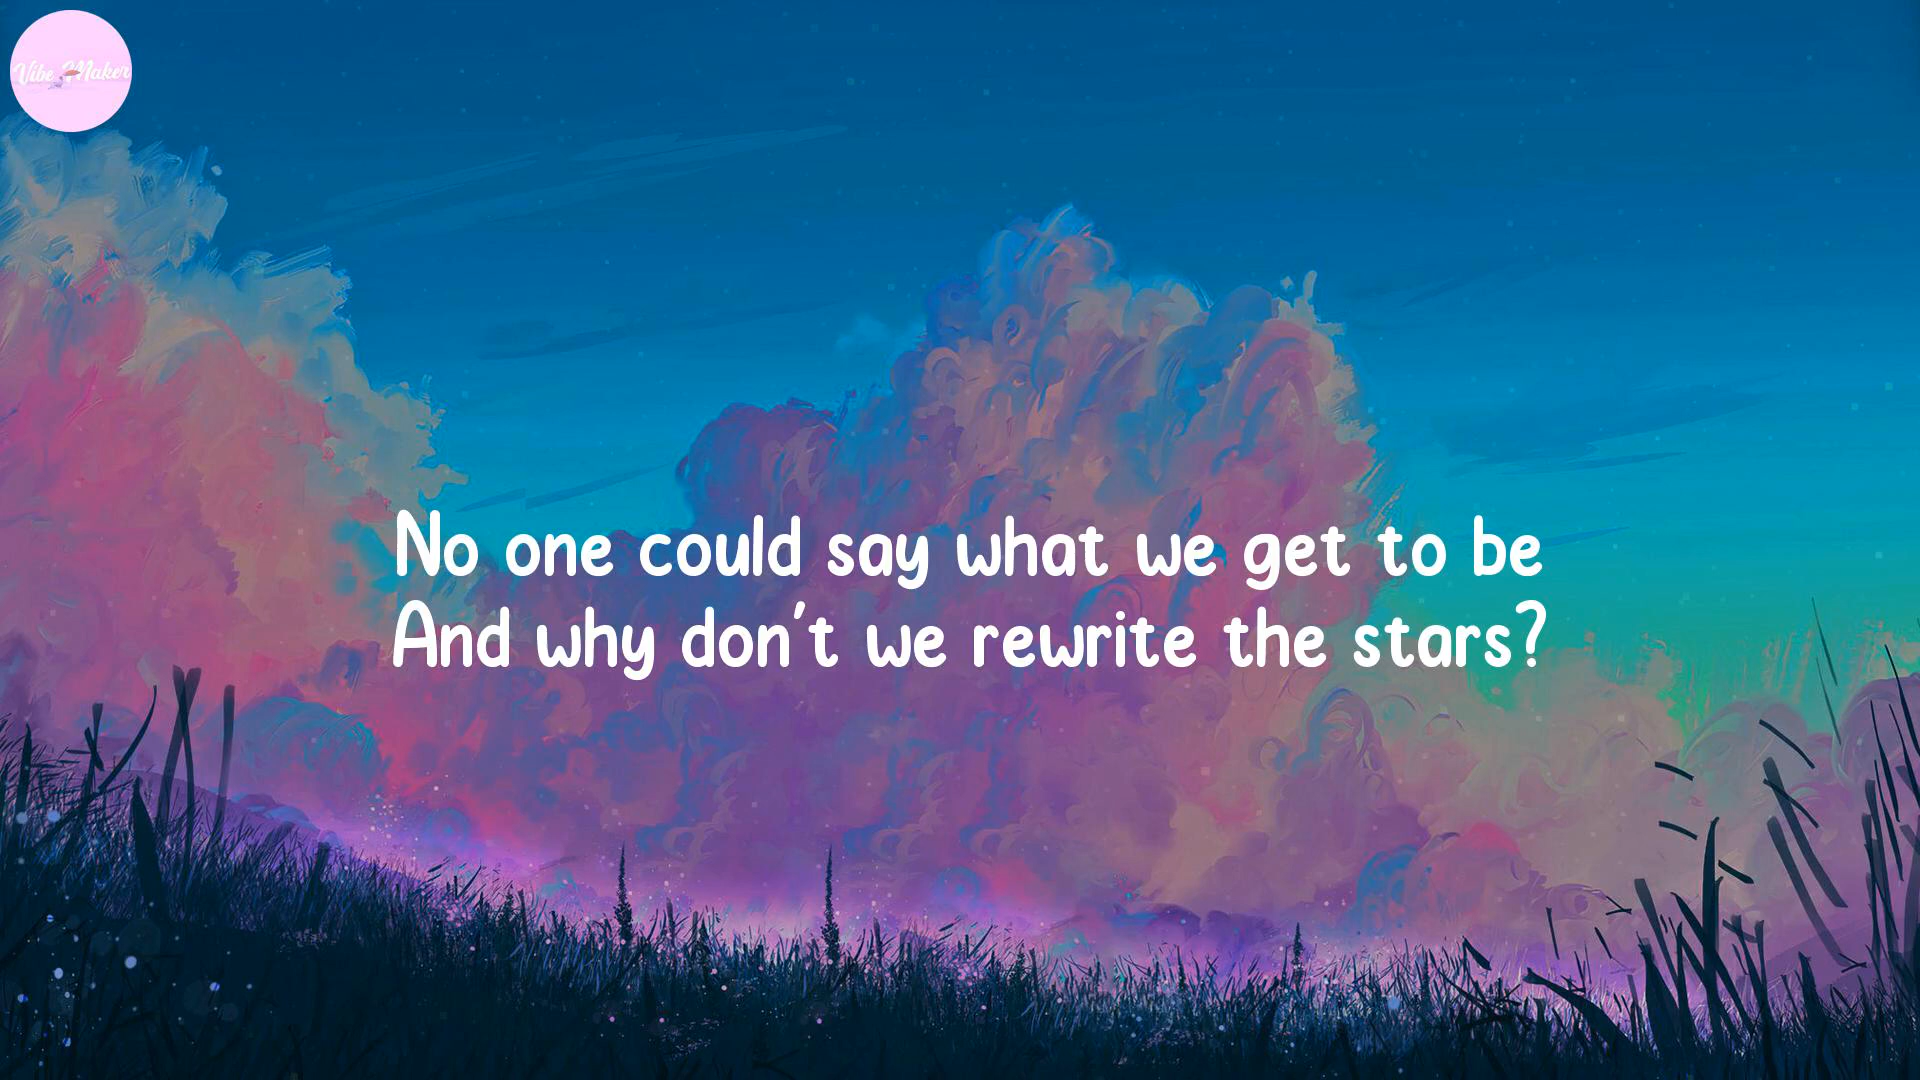 Vibe Maker
No one could say what we get to be
And why don't we rewrite the stars?